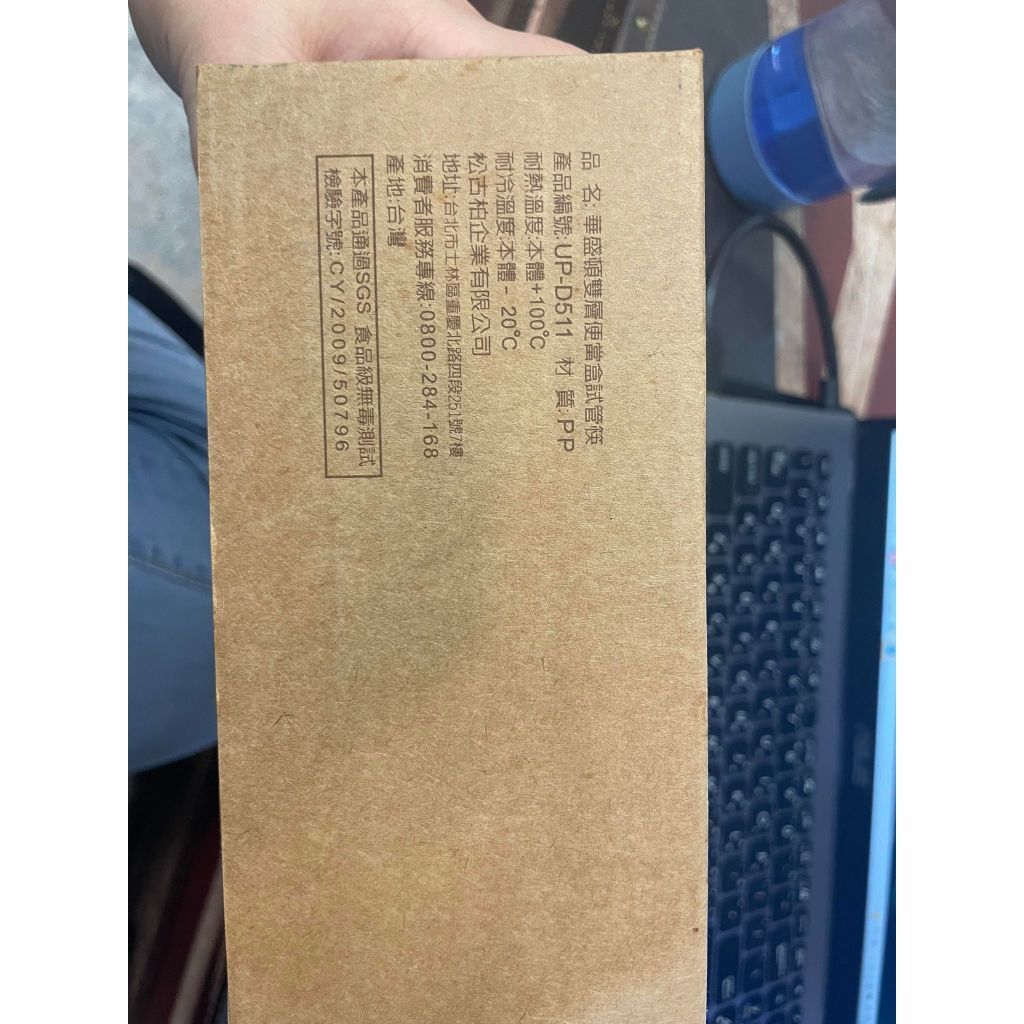 品 名:華盛頓雙層便當盒試管筷
產品編號:UP-D511 材 質:PP
耐熱溫度:本體+100℃
耐冷溫度:本體- 20℃
松古柏企業有限公司
地址:台北市士林區重慶北路四段251號7樓
消費者服務專線:0800-284-168
產地:台灣
本產品通過SGS 食品級無毒測試
檢驗字號:CY/2009/50796